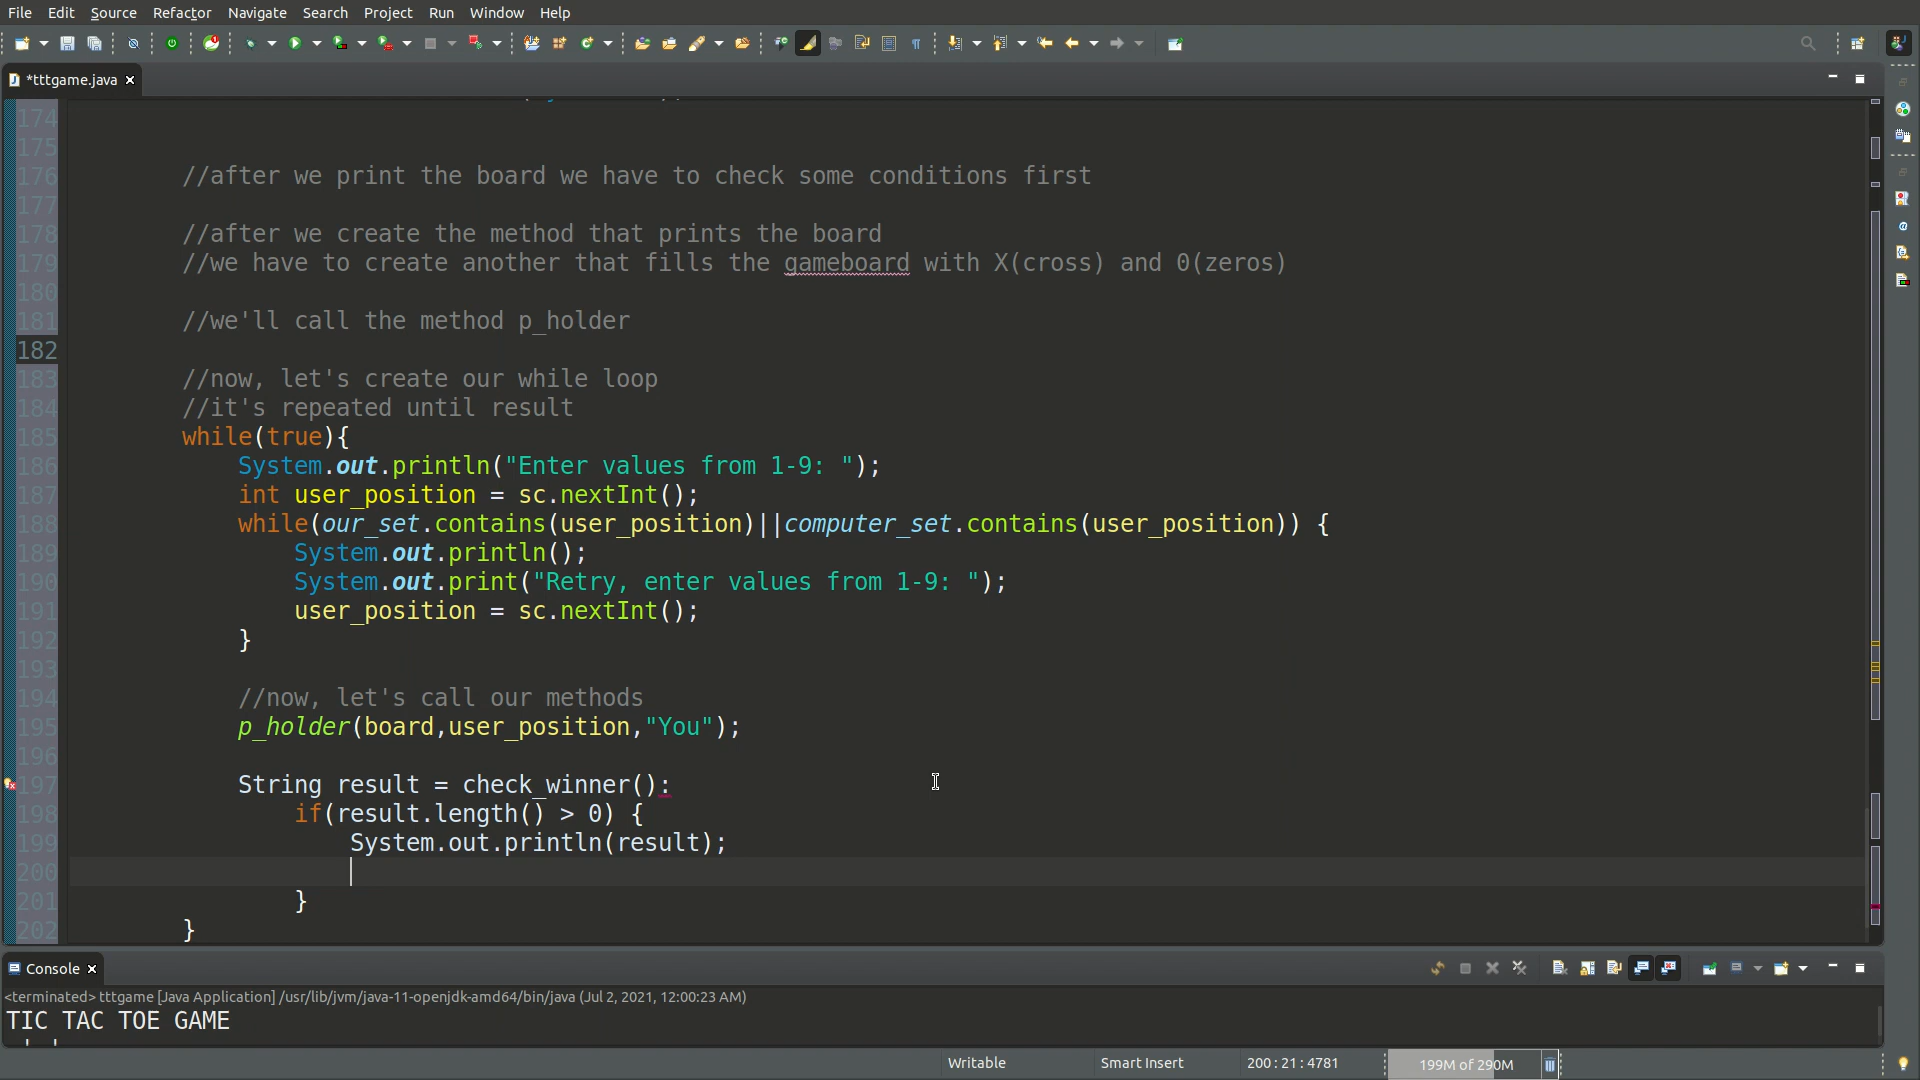 File Edit Source Refactor Navigate Search Project Run Window Help
*tttgame.java
174
175
176 //after we print the board we have to check some conditions first
177
178 //after we create the method that prints the board
179 //we have to create another that fills the gameboard with X(cross) and 0(zeros)
180
181 //we'll call the method p_holder
182
183 //now, let's create our while loop
184 //it's repeated until result
185 while(true){
186 System.out.println("Enter values from 1-9: ");
187 int user_position = sc.nextInt();
188 while(our_set.contains(user_position)||computer_set.contains(user_position)) {
189 System.out.println();
190 System.out.print("Retry, enter values from 1-9: ");
191 user_position = sc.nextInt();
192 }
193
194 //now, let's call our methods
195 p_holder(board,user_position,"You");
196
197 String result = check_winner():
198 if(result.length() > 0) {
199 System.out.println(result);
200
201 }
202 }
Console
<terminated> tttgame [Java Application] /usr/lib/jvm/java-11-openjdk-amd64/bin/java (Jul 2, 2021, 12:00:23 AM)
TIC TAC TOE GAME
Writable Smart Insert 200 : 21 : 4781 199M of 290M